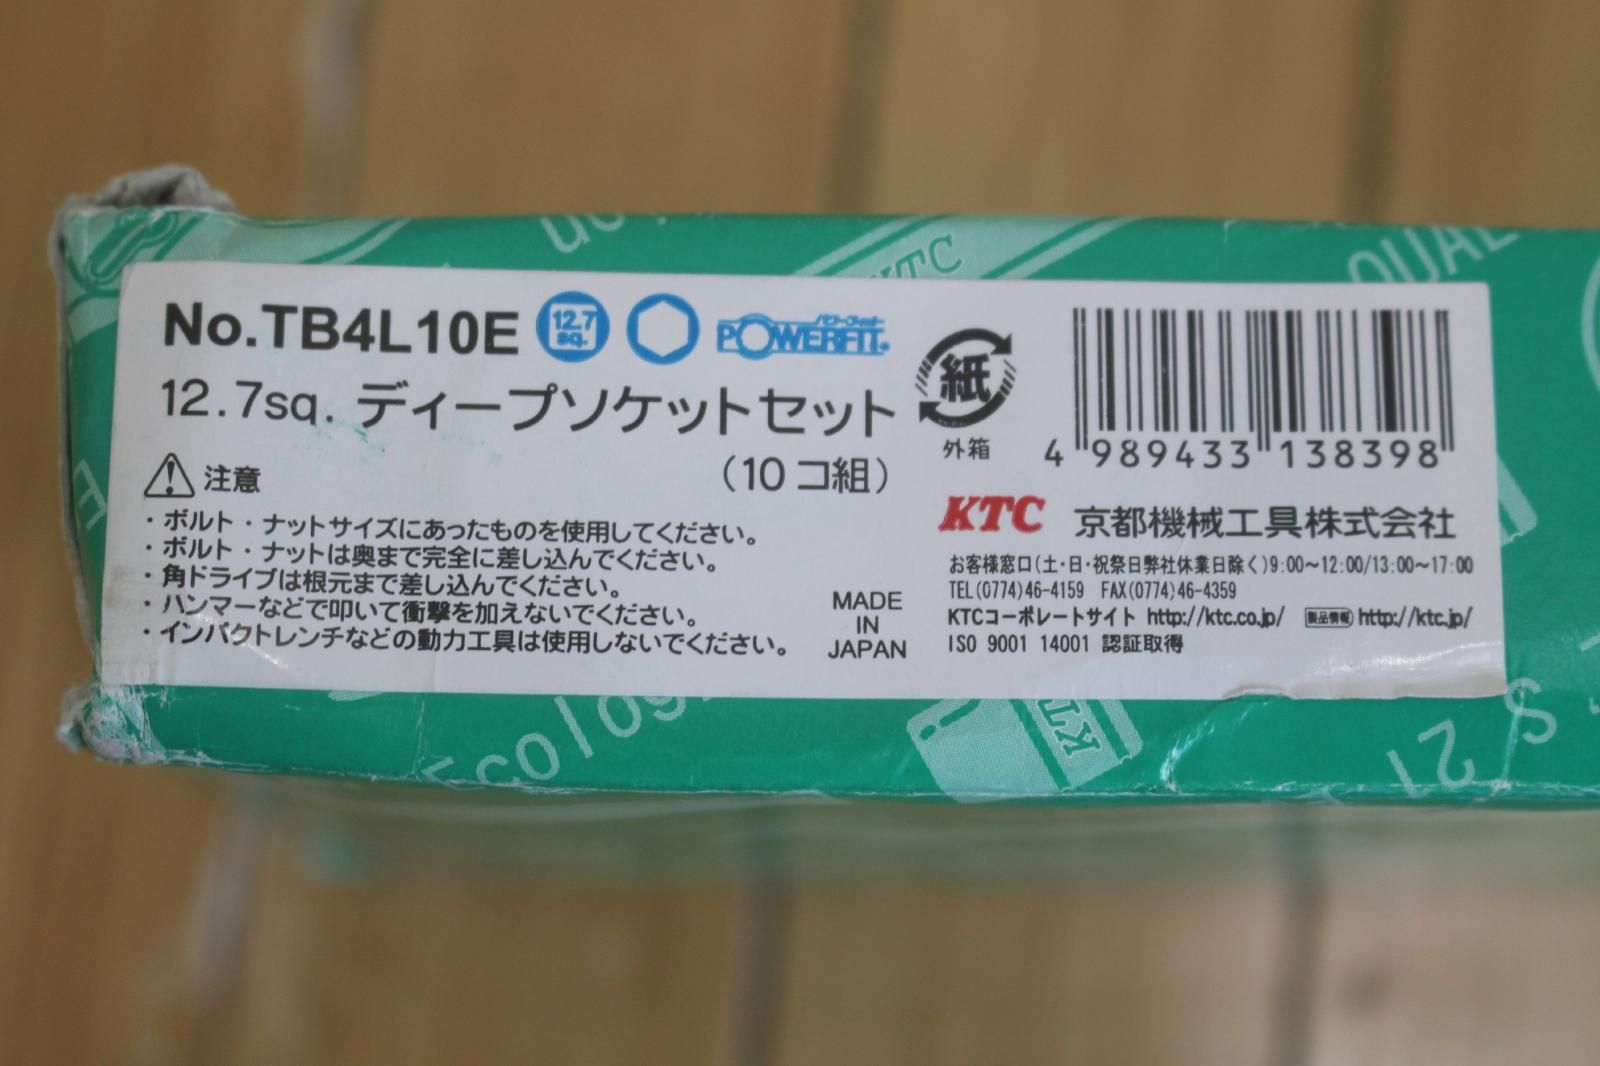 No.TB4L10E 12.7 sq. パワーフィット POWERFIT.
12.7sq. ディープソケットセット
(10コ組)
注意
・ボルト・ナットサイズにあったものを使用してください。
・ボルト・ナットは奥まで完全に差し込んでください。
・角ドライブは根元まで差し込んでください。
・ハンマーなどで叩いて衝撃を加えないでください。
・インパクトレンチなどの動力工具は使用しないでください。
MADE
IN
JAPAN
紙
外箱
4 989433 138398
KTC 京都機械工具株式会社
お客様窓口(土・日・祝祭日弊社休業日除く)9:00~12:00/13:00~17:00
TEL(0774)46-4159 FAX(0774)46-4359
KTCコーポレートサイト http://ktc.co.jp/ 製品情報 http://ktc.jp/
ISO 9001 14001 認証取得
KTC
QUAL
Ecolog
KT
S 21